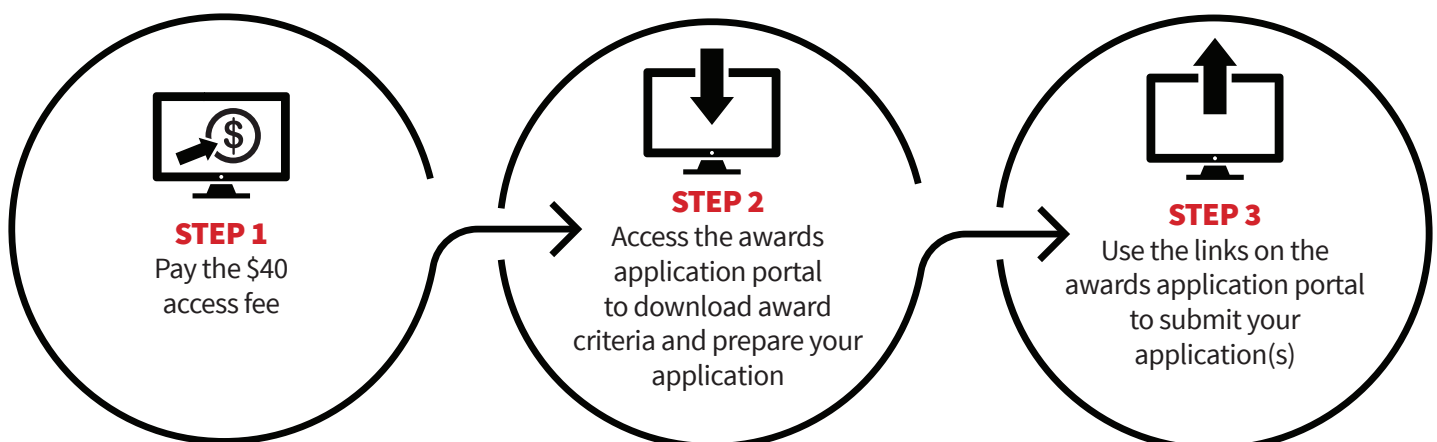 $
STEP 1
Pay the $40
access fee
STEP 2
Access the awards
application portal
to download award
criteria and prepare your
application
STEP 3
Use the links on the
awards application portal
to submit your
application(s)